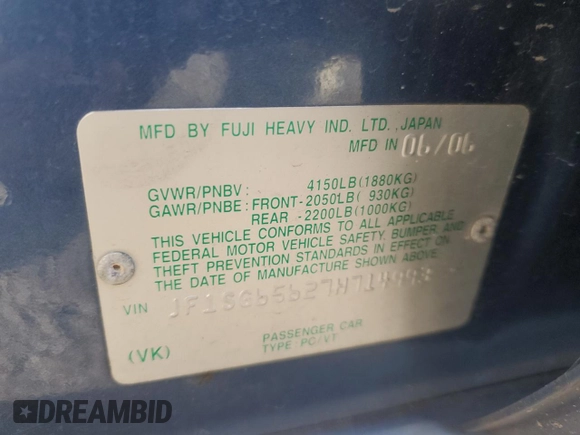 MFD BY FUJI HEAVY IND. LTD., JAPAN
MFD IN 06/06
GVWR/PNBV: 4150LB(1880KG)
GAWR/PNBE: FRONT-2050LB( 930KG)
REAR -2200LB(1000KG)
THIS VEHICLE CONFORMS TO ALL APPLICABLE
FEDERAL MOTOR VEHICLE SAFETY, BUMPER, AND
THEFT PREVENTION STANDARDS IN EFFECT ON
THE DATE OF MANUFACTURE SHOWN ABOVE.
VIN
PASSENGER CAR
(VK) TYPE PC/VT
DREAMBID